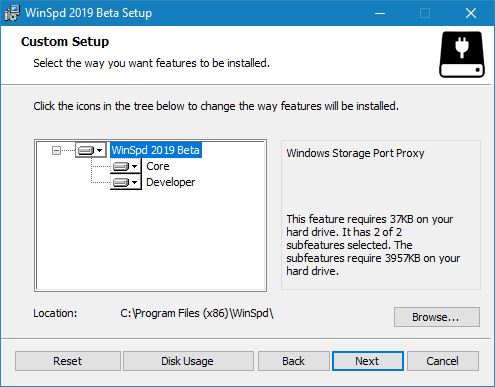 WinSpd 2019 Beta Setup
Custom Setup
Select the way you want features to be installed.
Click the icons in the tree below to change the way features will be installed.
WinSpd 2019 Beta
Core
Developer
Windows Storage Port Proxy
This feature requires 37KB on your
hard drive. It has 2 of 2
subfeatures selected. The
subfeatures require 3957KB on your
hard drive.
Location: C:\Program Files (x86)\WinSpd\
Browse...
Reset Disk Usage Back Next Cancel